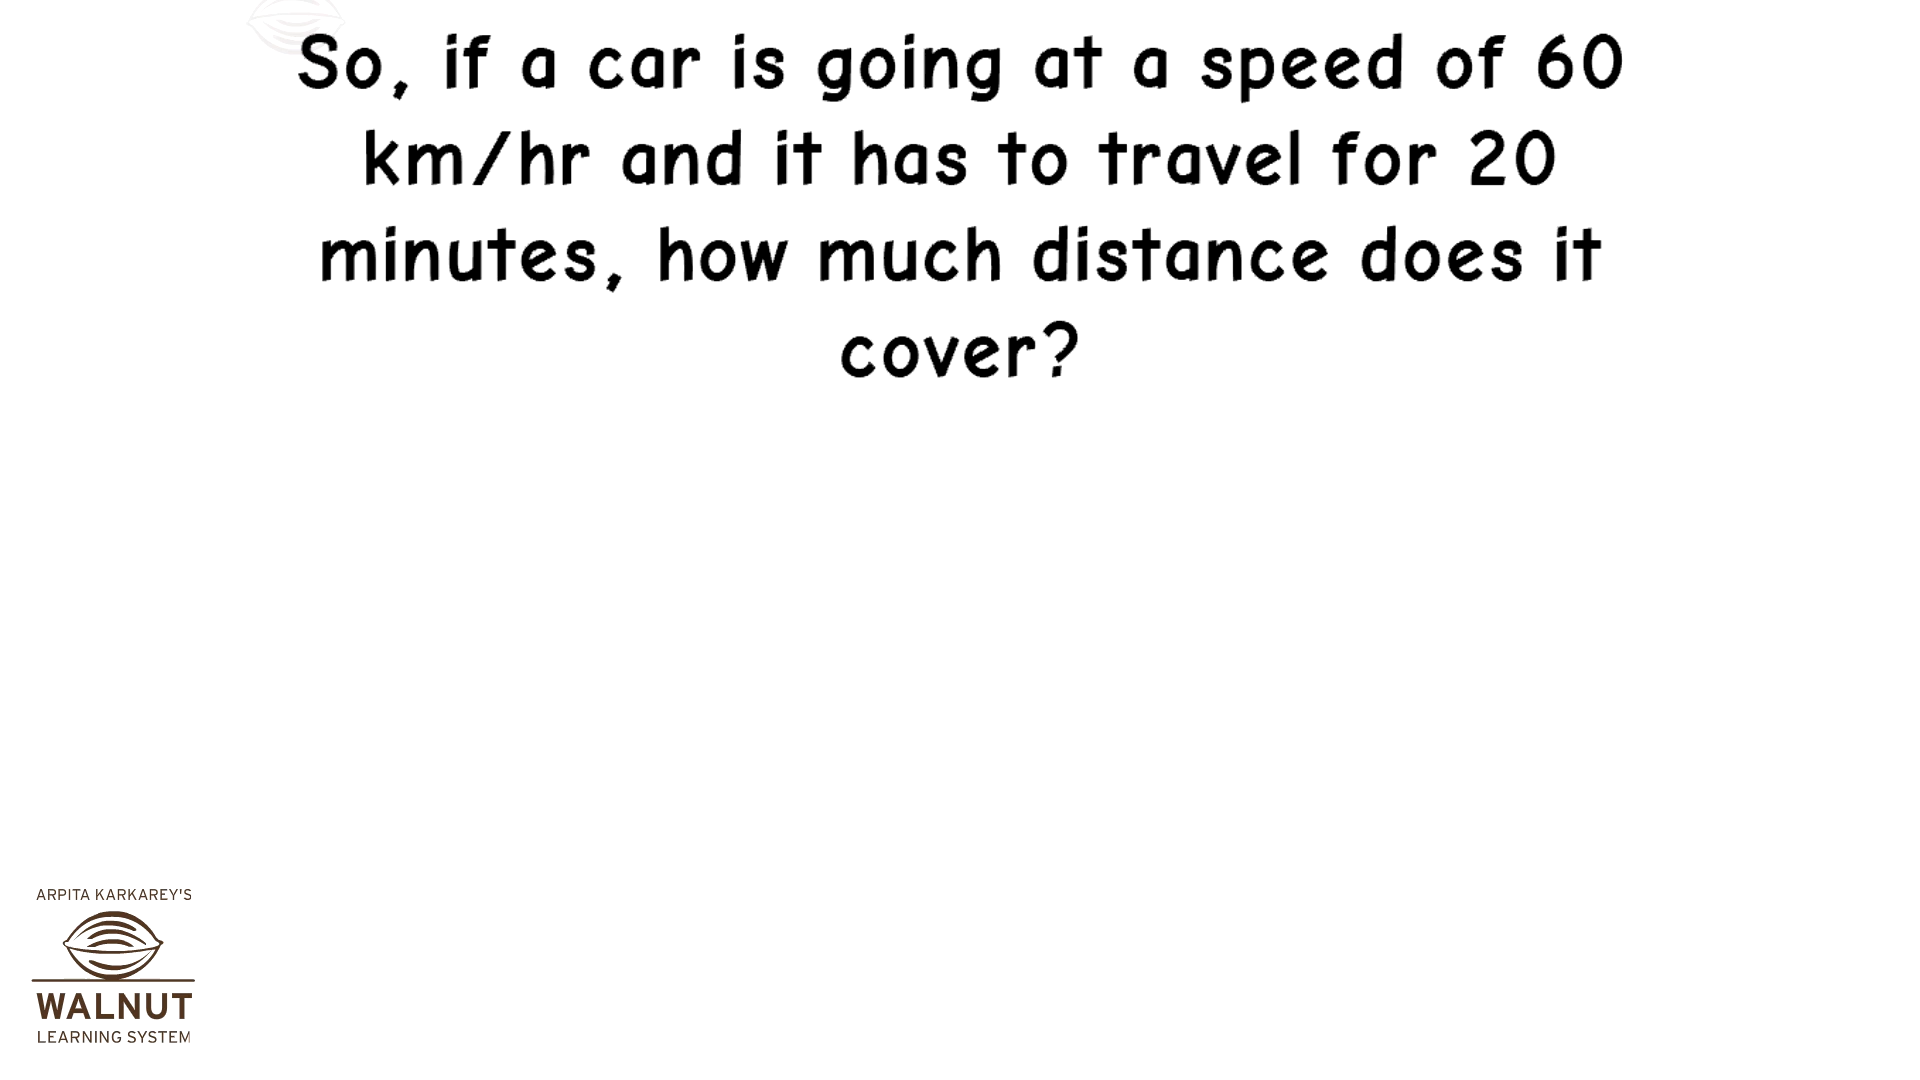 So, if a car is going at a speed of 60
km/hr and it has to travel for 20
minutes, how much distance does it
cover?
ARPITA KARKAREY'S
WALNUT
LEARNING SYSTEM